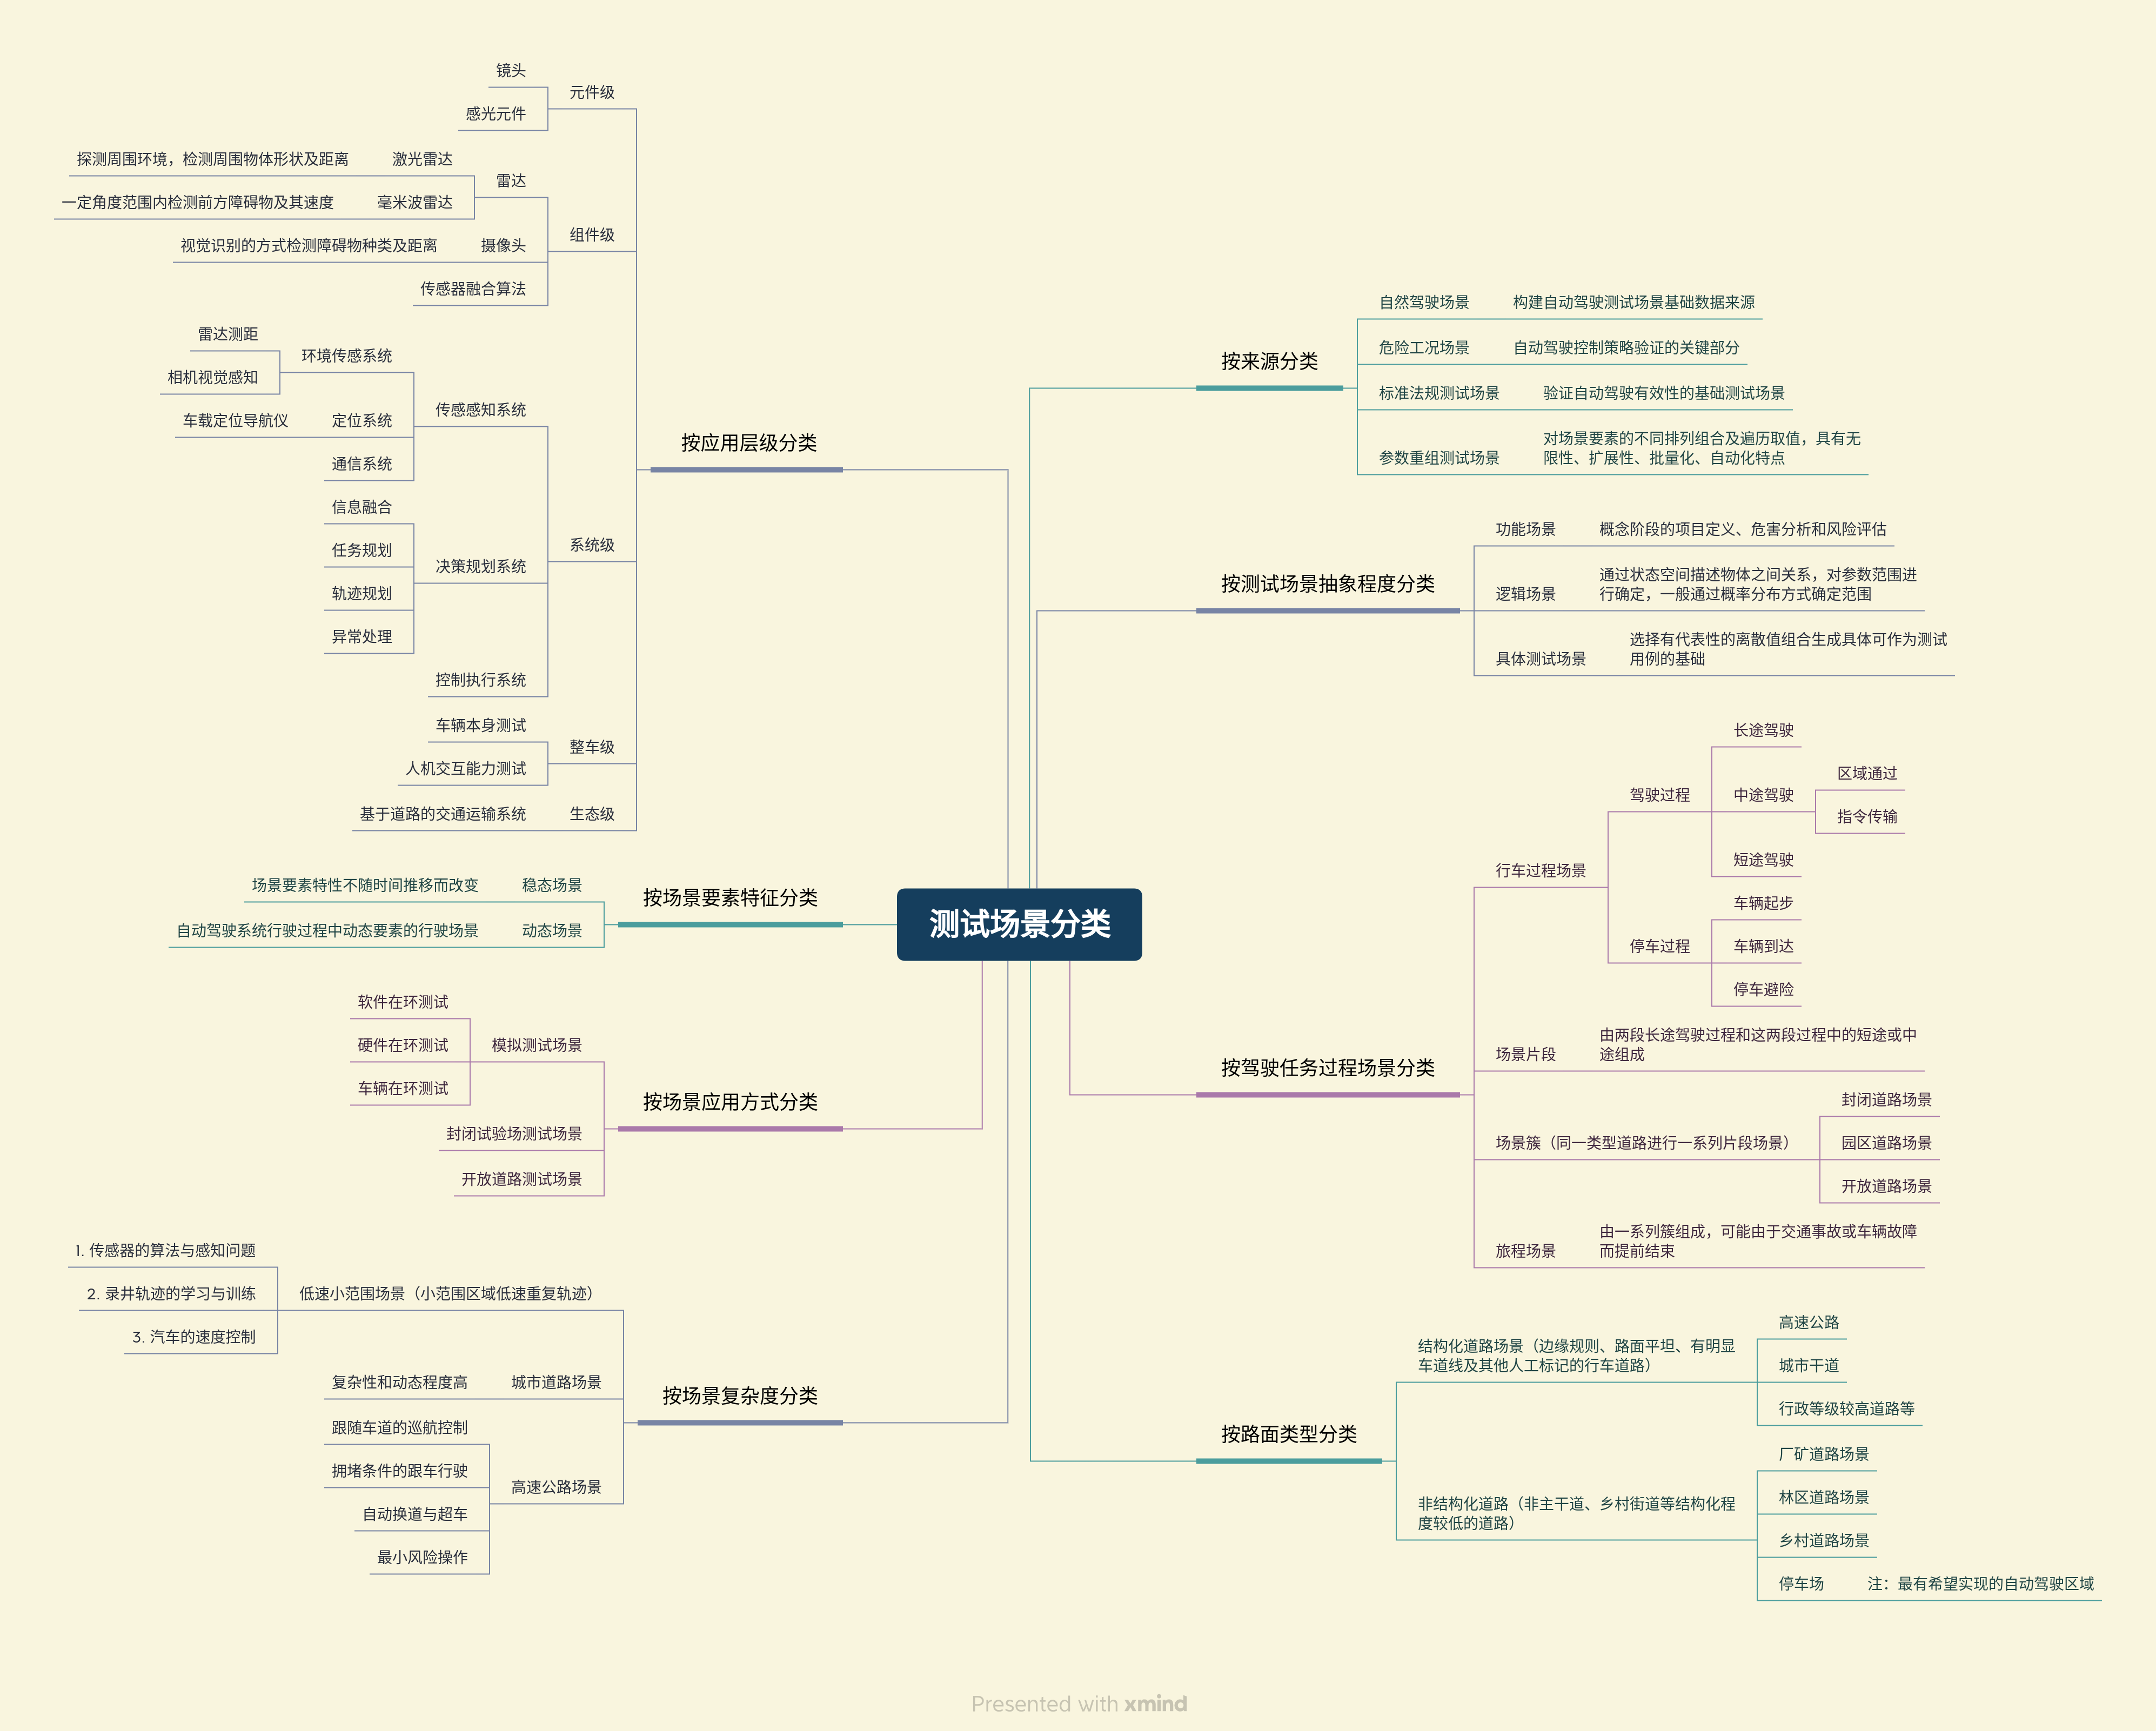 测试场景分类
按来源分类
自然驾驶场景
构建自动驾驶测试场景基础数据来源
危险工况场景
自动驾驶控制策略验证的关键部分
标准法规测试场景
验证自动驾驶有效性的基础测试场景
参数重组测试场景
对场景要素的不同排列组合及遍历取值，具有无
限性、扩展性、批量化、自动化特点
按测试场景抽象程度分类
功能场景
概念阶段的项目定义、危害分析和风险评估
逻辑场景
通过状态空间描述物体之间关系，对参数范围进
行确定，一般通过概率分布方式确定范围
具体测试场景
选择有代表性的离散值组合生成具体可作为测试
用例的基础
按驾驶任务过程场景分类
行车过程场景
驾驶过程
长途驾驶
中途驾驶
区域通过
指令传输
短途驾驶
停车过程
车辆起步
车辆到达
停车避险
场景片段
由两段长途驾驶过程和这两段过程中的短途或中
途组成
场景簇（同一类型道路进行一系列片段场景）
封闭道路场景
园区道路场景
开放道路场景
旅程场景
由一系列簇组成，可能由于交通事故或车辆故障
而提前结束
按路面类型分类
结构化道路场景（边缘规则、路面平坦、有明显
车道线及其他人工标记的行车道路）
高速公路
城市干道
行政等级较高道路等
非结构化道路（非主干道、乡村街道等结构化程
度较低的道路）
厂矿道路场景
林区道路场景
乡村道路场景
停车场
注：最有希望实现的自动驾驶区域
按应用层级分类
元件级
镜头
感光元件
组件级
雷达
激光雷达
探测周围环境，检测周围物体形状及距离
毫米波雷达
一定角度范围内检测前方障碍物及其速度
摄像头
视觉识别的方式检测障碍物种类及距离
传感器融合算法
系统级
传感感知系统
环境传感系统
雷达测距
相机视觉感知
定位系统
车载定位导航仪
通信系统
决策规划系统
信息融合
任务规划
轨迹规划
异常处理
控制执行系统
整车级
车辆本身测试
人机交互能力测试
生态级
基于道路的交通运输系统
按场景要素特征分类
稳态场景
场景要素特性不随时间推移而改变
动态场景
自动驾驶系统行驶过程中动态要素的行驶场景
按场景应用方式分类
模拟测试场景
软件在环测试
硬件在环测试
车辆在环测试
封闭试验场测试场景
开放道路测试场景
按场景复杂度分类
低速小范围场景（小范围区域低速重复轨迹）
1. 传感器的算法与感知问题
2. 录井轨迹的学习与训练
3. 汽车的速度控制
城市道路场景
复杂性和动态程度高
高速公路场景
跟随车道的巡航控制
拥堵条件的跟车行驶
自动换道与超车
最小风险操作
Presented with xmind